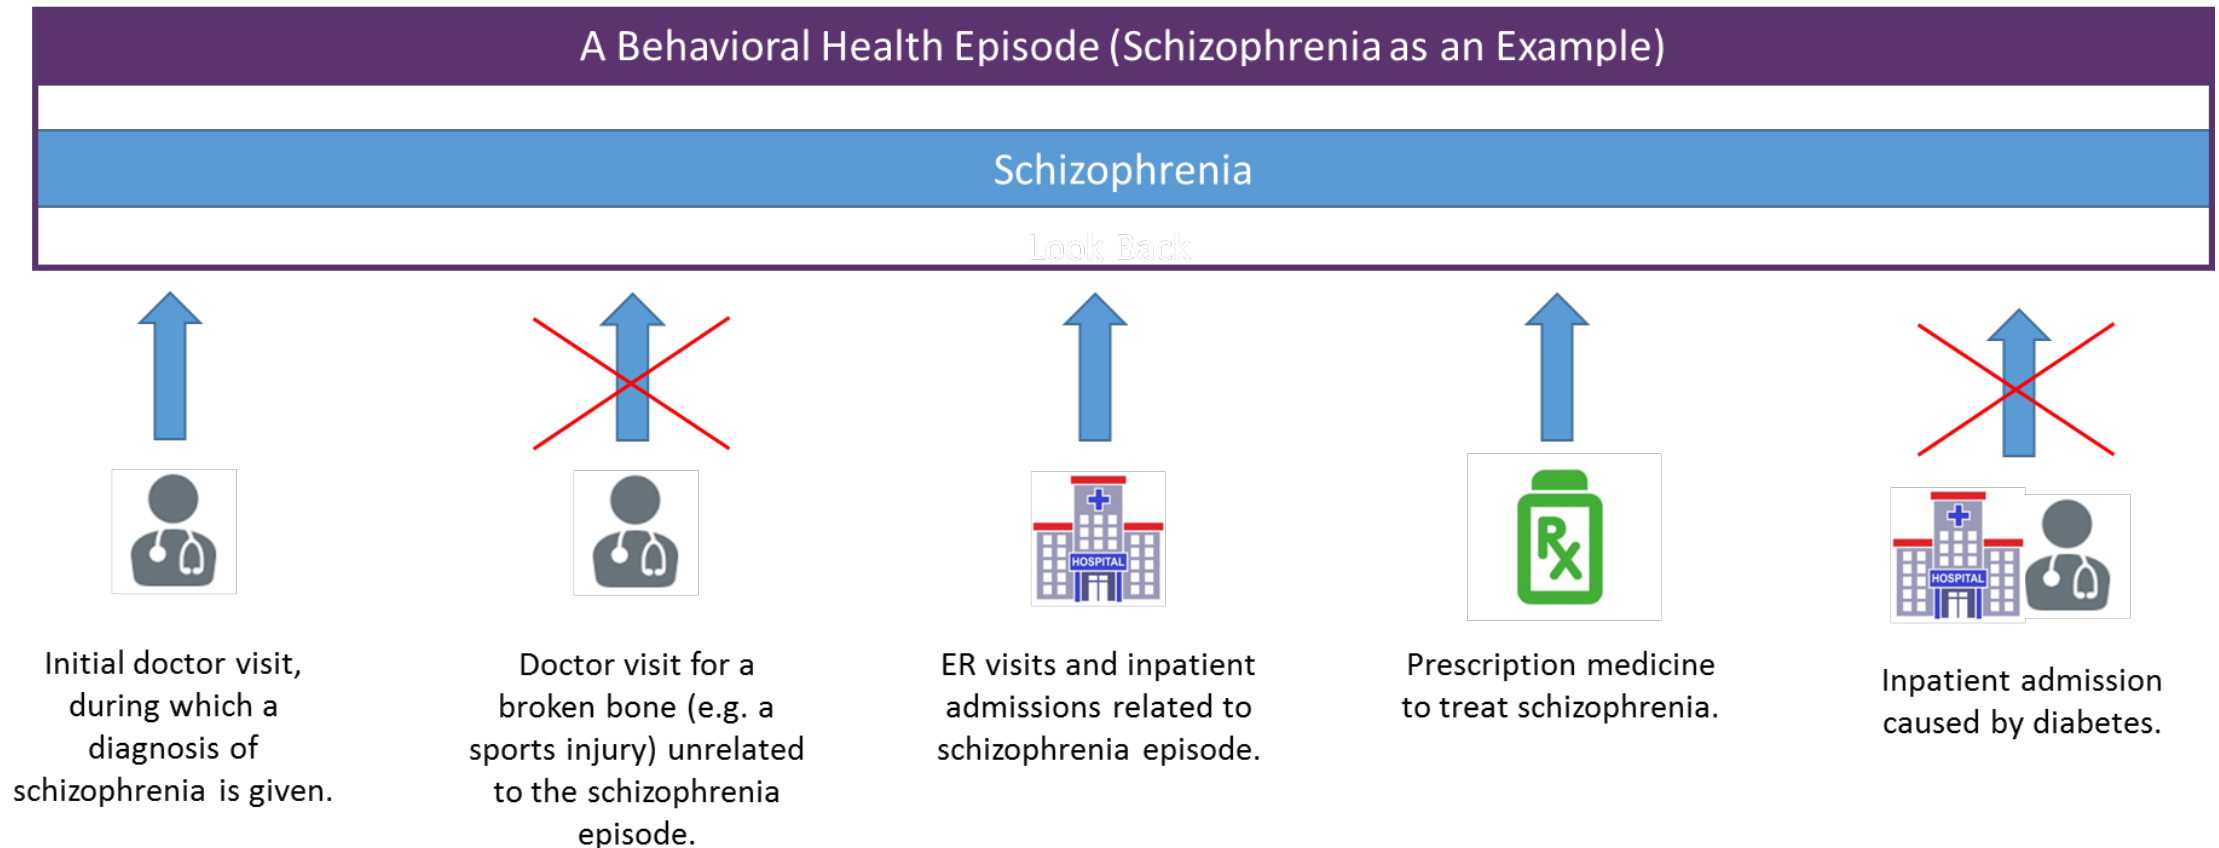 A Behavioral Health Episode (Schizophrenia as an Example)
Schizophrenia
Look Back
HOSPITAL
Rx
HOSPITAL
Initial doctor visit,
during which a
diagnosis of
schizophrenia is given.
Doctor visit for a
broken bone (e.g. a
sports injury) unrelated
to the schizophrenia
episode.
ER visits and inpatient
admissions related to
schizophrenia episode.
Prescription medicine
to treat schizophrenia.
Inpatient admission
caused by diabetes.